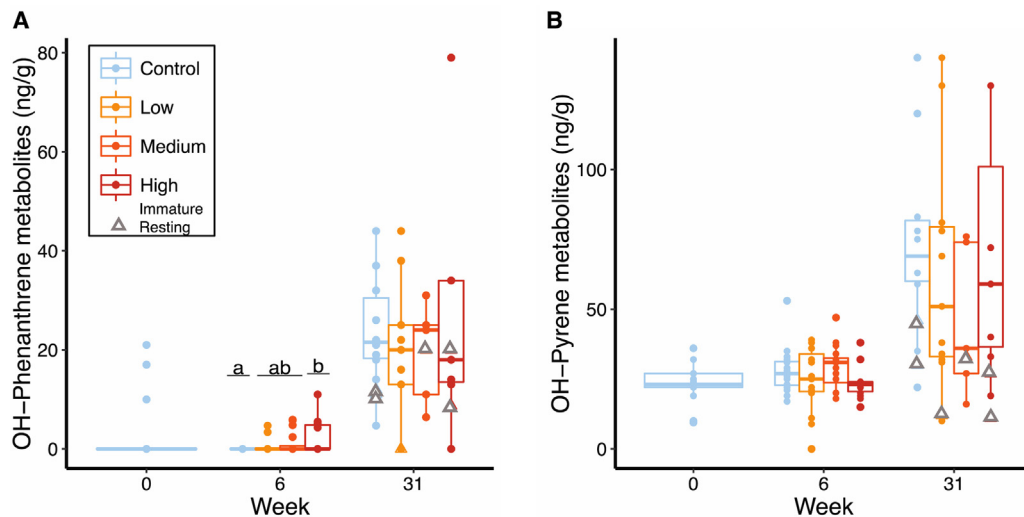 A
OH−Phenanthrene metabolites (ng/g)
80
60
40
20
0
Control
Low
Medium
High
Immature
Resting
a ab b
0 6 31
Week
B
OH−Pyrene metabolites (ng/g)
100
50
0
0 6 31
Week